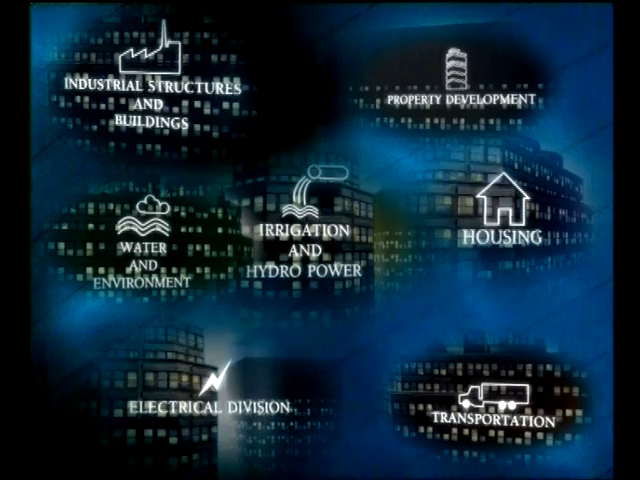 INDUSTRIAL STRUCTURES
AND
BUILDINGS
PROPERTY DEVELOPMENT
WATER
AND
ENVIRONMENT
IRRIGATION
AND
HYDRO POWER
HOUSING
ELECTRICAL DIVISION
TRANSPORTATION